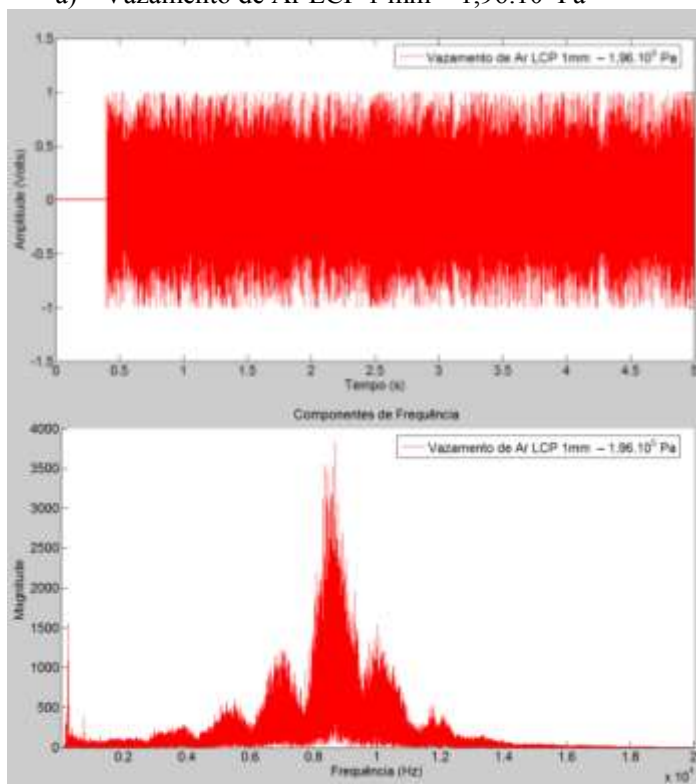 a) Vazamento de Ar LCP 1 mm – 1,96.10⁵ Pa
1.5
1
0.5
0
-0.5
-1
-1.5
Amplitude (Volts)
Vazamento de Ar LCP 1mm – 1,96.10⁵ Pa
0 0.5 1 1.5 2 2.5 3 3.5 4 4.5 5
Tempo (s)
Componentes de Frequência
4000
3500
3000
2500
2000
1500
1000
500
0
Magnitude
Vazamento de Ar LCP 1mm – 1.96.10⁵ Pa
0.2 0.4 0.6 0.8 1 1.2 1.4 1.6 1.8 2
Frequência (Hz)